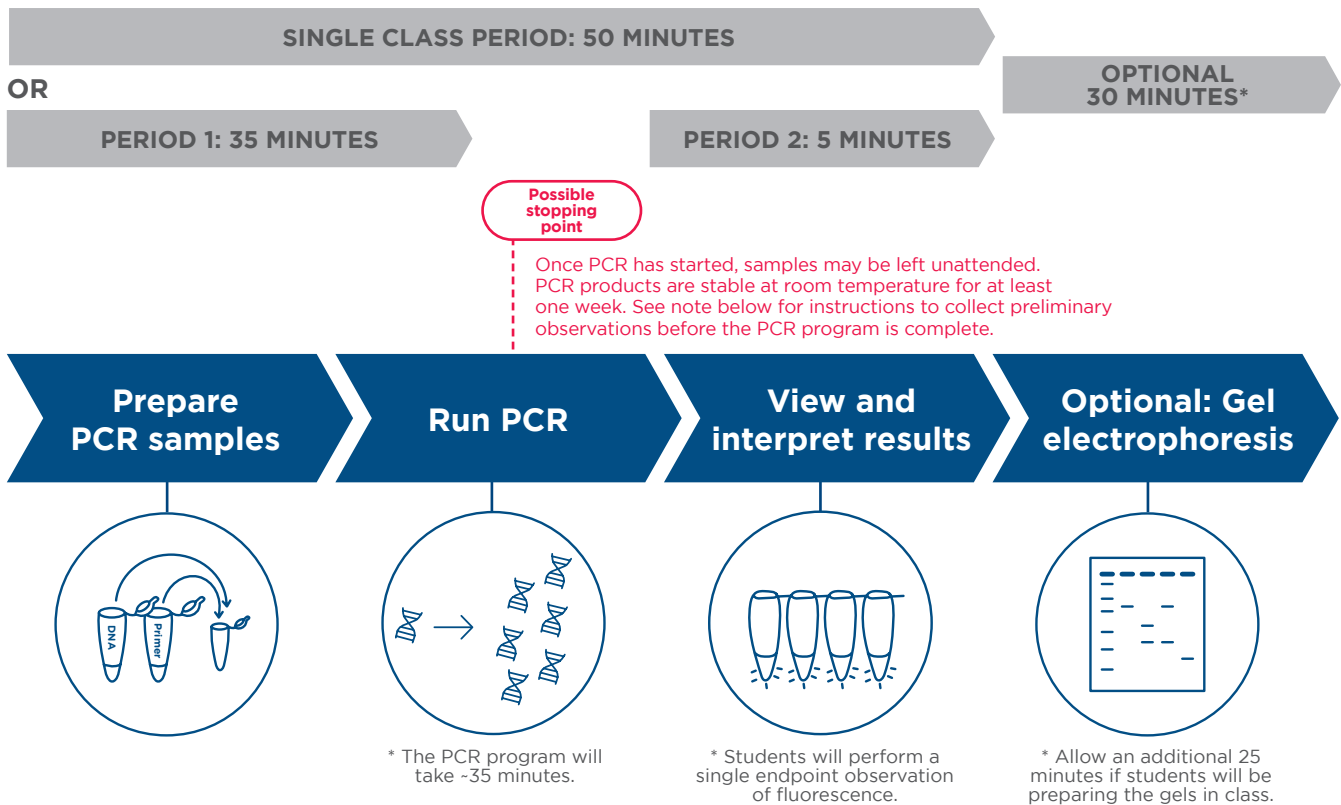 SINGLE CLASS PERIOD: 50 MINUTES
OPTIONAL
30 MINUTES*
OR
PERIOD 1: 35 MINUTES
PERIOD 2: 5 MINUTES
Possible
stopping
point
Once PCR has started, samples may be left unattended.
PCR products are stable at room temperature for at least
one week. See note below for instructions to collect preliminary
observations before the PCR program is complete.
Prepare
PCR samples
Run PCR
View and
interpret results
Optional: Gel
electrophoresis
DNA
Primer
* The PCR program will
take ~35 minutes.
* Students will perform a
single endpoint observation
of fluorescence.
* Allow an additional 25
minutes if students will be
preparing the gels in class.